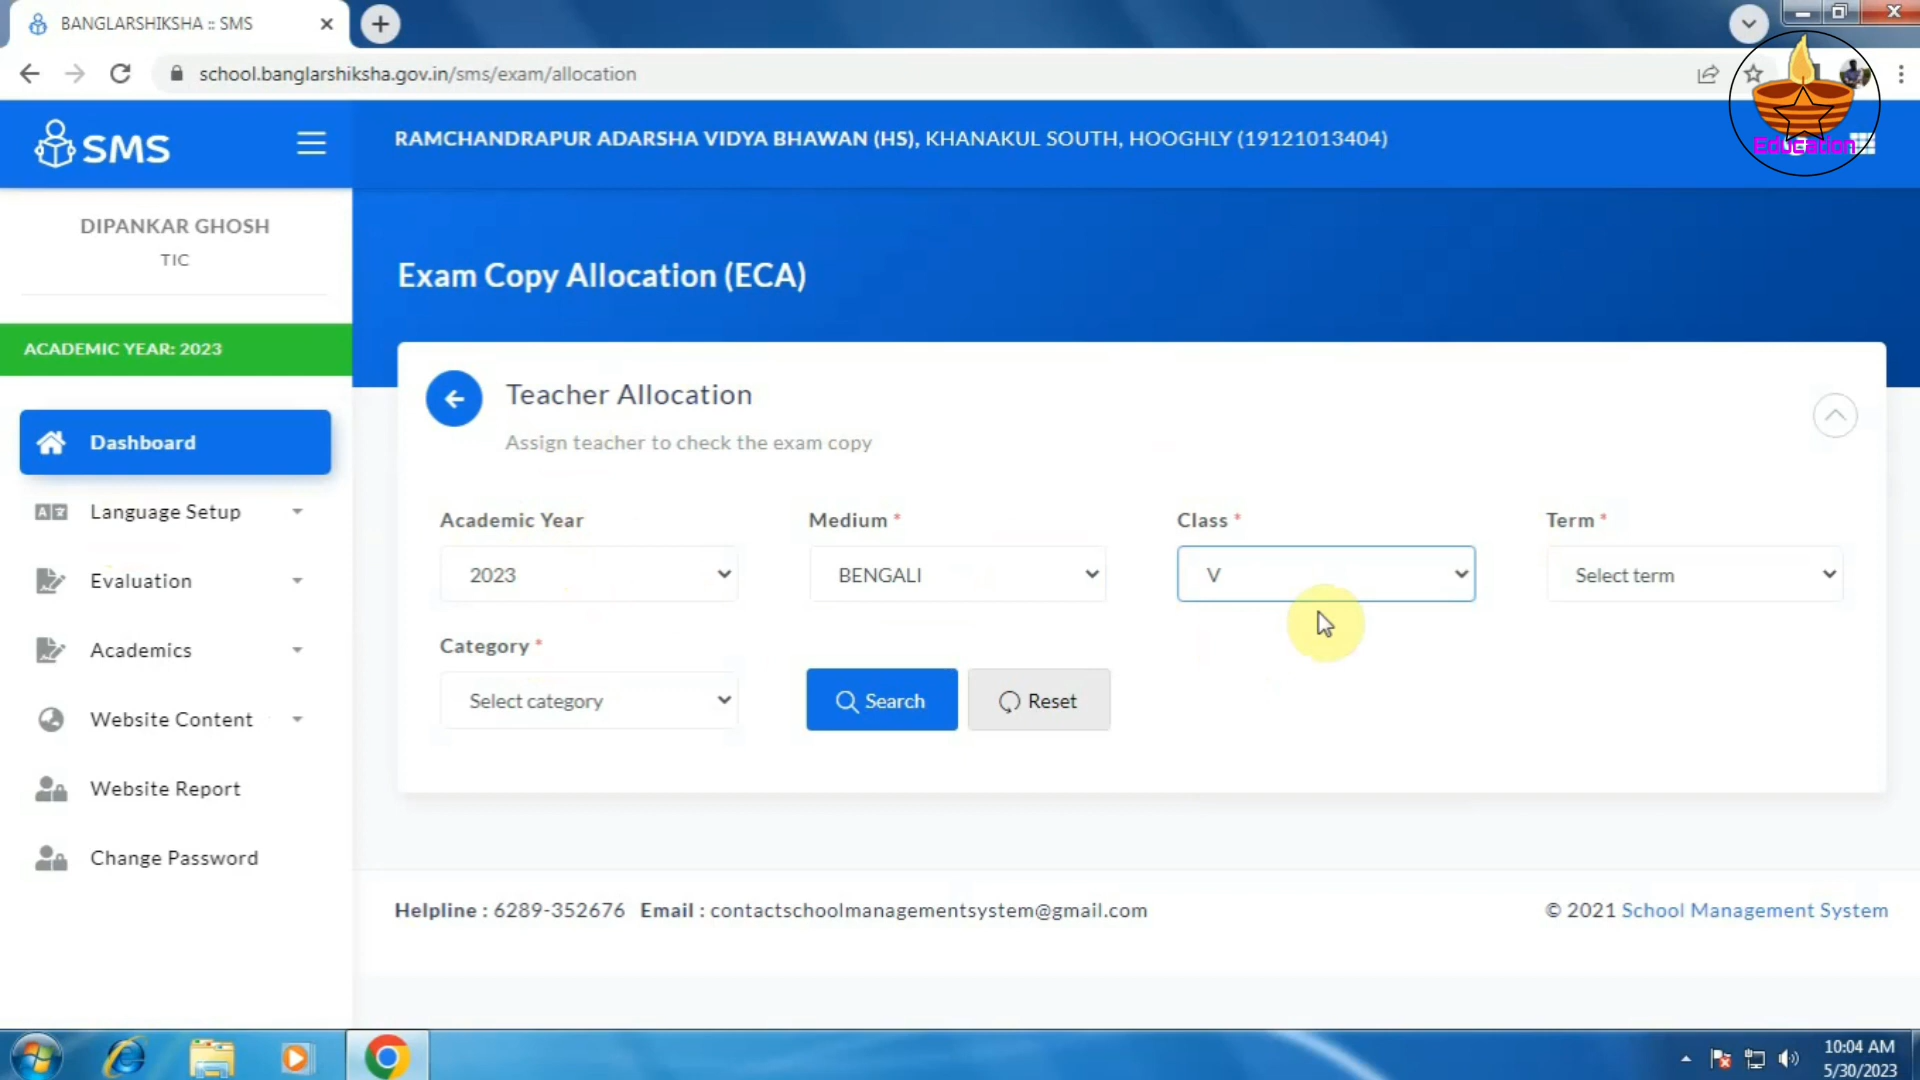 BANGLARSHIKSHA :: SMS
school.banglarshiksha.gov.in/sms/exam/allocation
Education
SMS
RAMCHANDRAPUR ADARSHA VIDYA BHAWAN (HS), KHANAKUL SOUTH, HOOGHLY (19121013404)
DIPANKAR GHOSH
TIC
ACADEMIC YEAR: 2023
Dashboard
Language Setup
Evaluation
Academics
Website Content
Website Report
Change Password
Exam Copy Allocation (ECA)
Teacher Allocation
Assign teacher to check the exam copy
Academic Year
2023
Medium *
BENGALI
Class *
V
Term *
Select term
Category *
Select category
Search
Reset
Helpline : 6289-352676 Email : contactschoolmanagementsystem@gmail.com
© 2021 School Management System
10:04 AM
5/30/2023